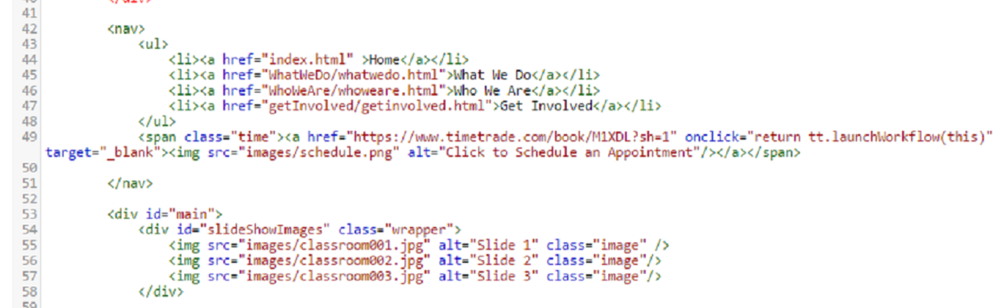 40 </div>
41
42 <nav>
43 <ul>
44 <li><a href="index.html" >Home</a></li>
45 <li><a href="WhatWeDo/whatwedo.html">What We Do</a></li>
46 <li><a href="WhoWeAre/whoweare.html">Who We Are</a></li>
47 <li><a href="getInvolved/getinvolved.html">Get Involved</a></li>
48 </ul>
49 <span class="time"><a href="https://www.timetrade.com/book/M1XDL?sh=1" onclick="return tt.launchWorkflow(this)"
target="_blank"><img src="images/schedule.png" alt="Click to Schedule an Appointment"/></a></span>
50
51 </nav>
52
53 <div id="main">
54 <div id="slideShowImages" class="wrapper">
55 <img src="images/classroom001.jpg" alt="Slide 1" class="image" />
56 <img src="images/classroom002.jpg" alt="Slide 2" class="image"/>
57 <img src="images/classroom003.jpg" alt="Slide 3" class="image"/>
58 </div>
59